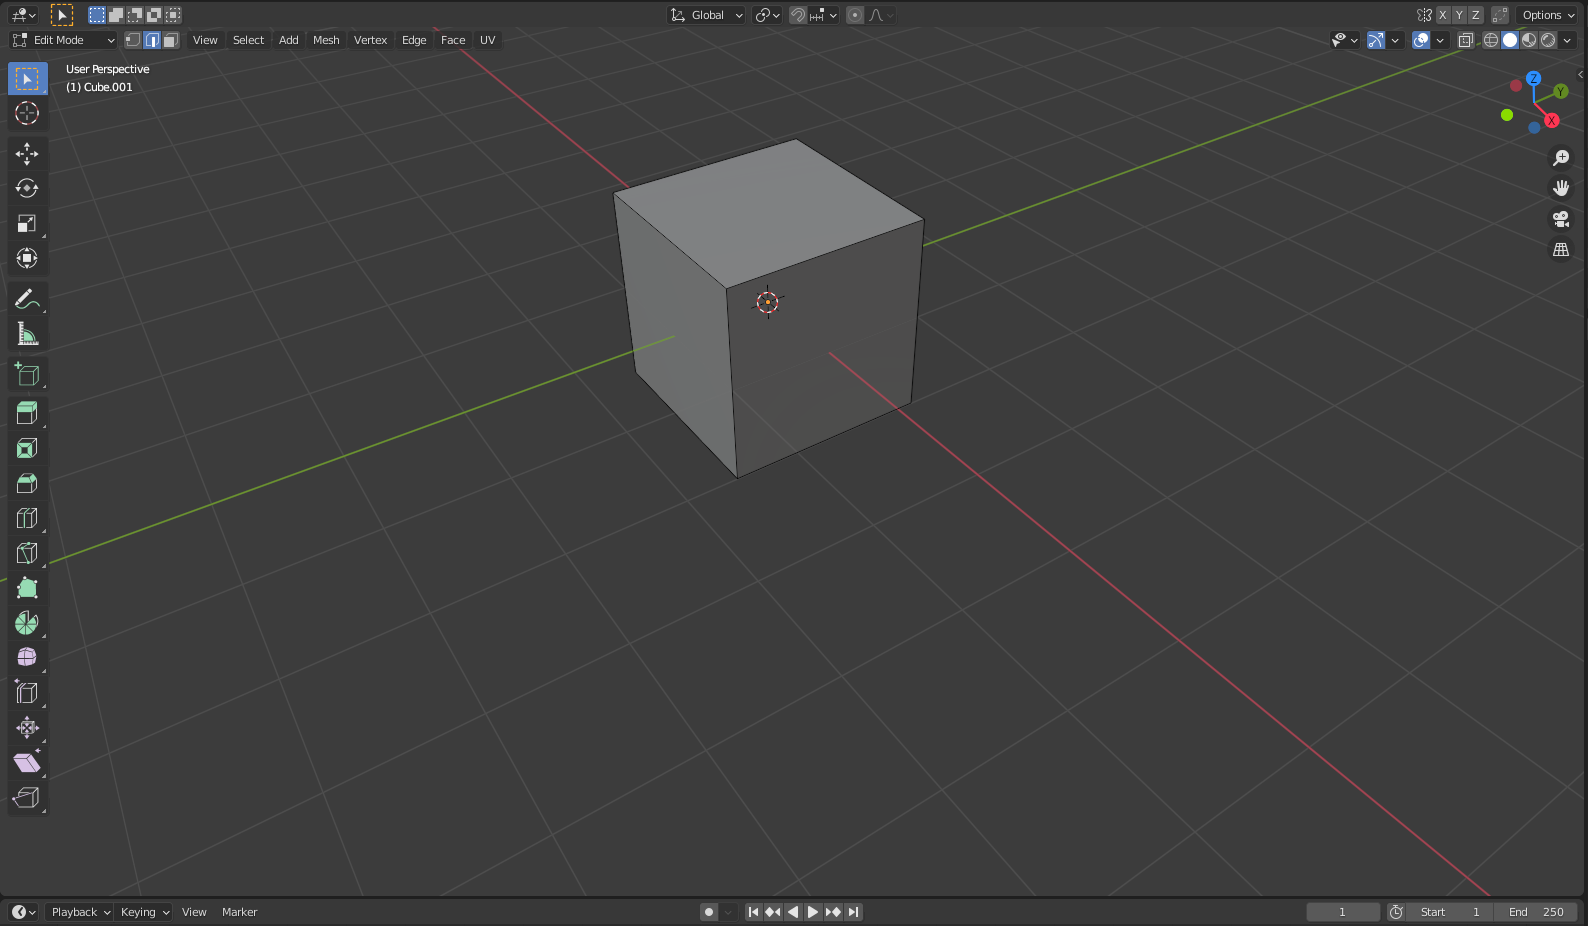 Global
X Y Z Options
Edit Mode View Select Add Mesh Vertex Edge Face UV
User Perspective
(1) Cube.001
Z
Y
X
Playback Keying View Marker 1 Start 1 End 250